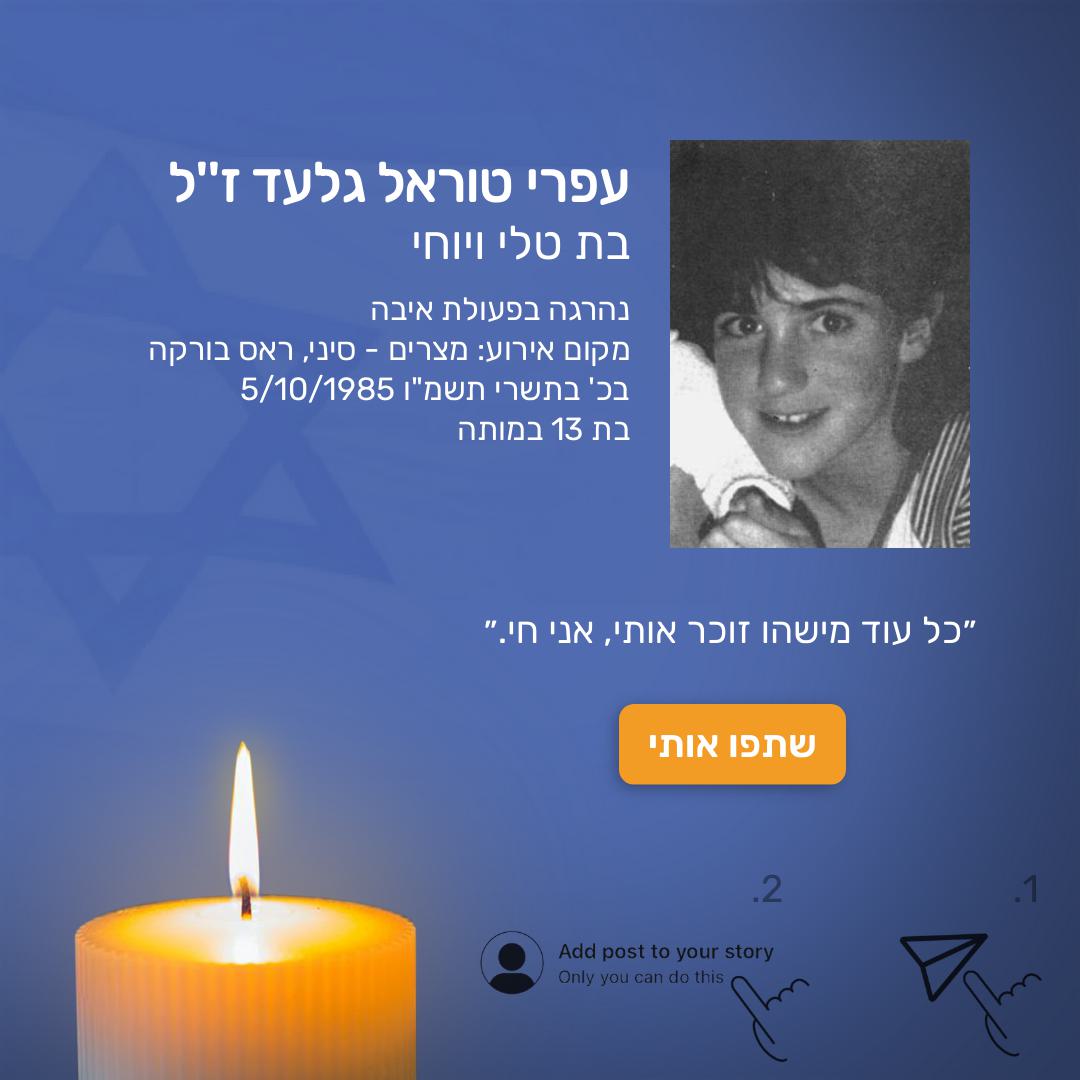 עפרי טוראל גלעד ז"ל
בת טלי ויוחי
נהרגה בפעולת איבה
מקום אירוע: מצרים - סיני, ראס בורקה
בכ' בתשרי תשמ"ו 5/10/1985
בת 13 במותה
״כל עוד מישהו זוכר אותי, אני חי.״
שתפו אותי
.1
.2
Add post to your story
Only you can do this